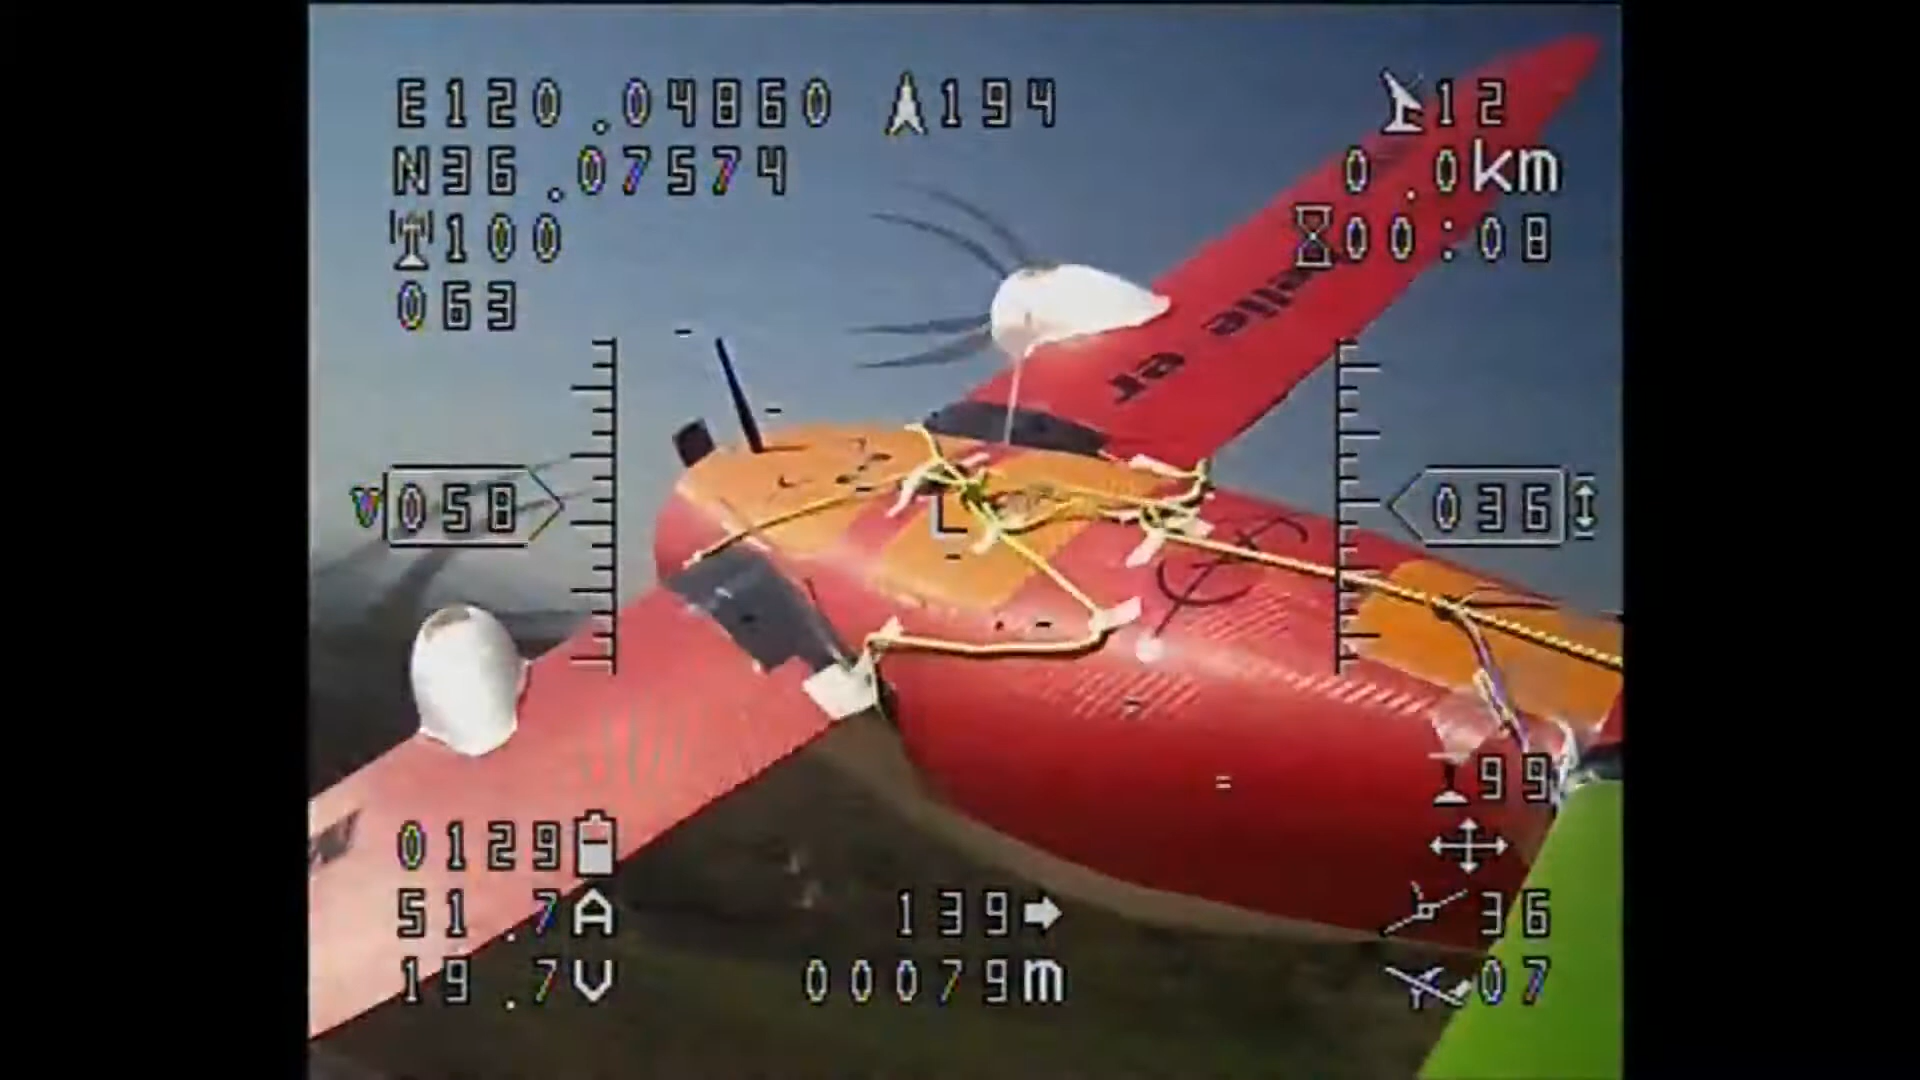 E120.04860 194 12
N36.07574 0.0km
100 00:08
063
V 058 036
L
99
0129
51.7A 139 36
19.7V 00079m 07